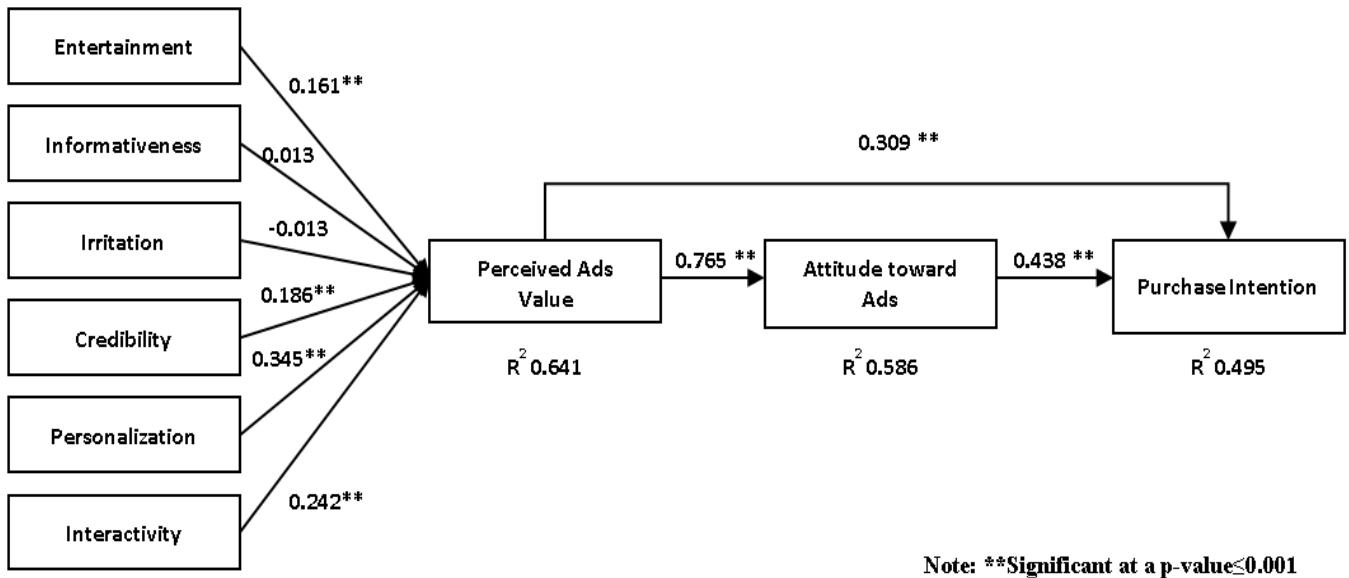 Entertainment
0.161**
Informativeness
0.013
0.309 **
Irritation
-0.013
Perceived Ads
Value
0.765 **
Attitude toward
Ads
0.438 **
Purchase Intention
0.186**
Credibility
0.345**
R² 0.641
R² 0.586
R² 0.495
Personalization
0.242**
Interactivity
Note: **Significant at a p-value≤0.001